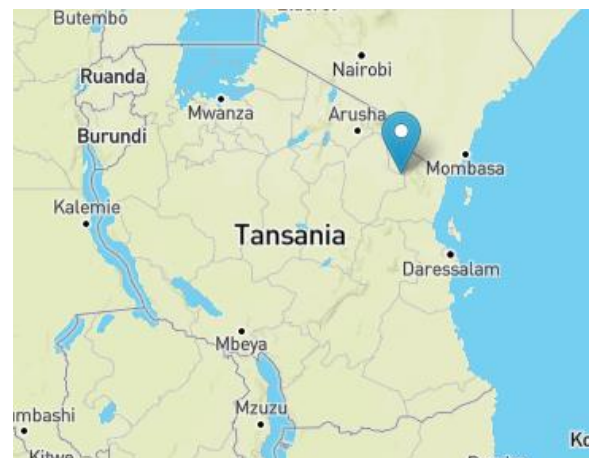 Butembo
Nairobi
Ruanda
Mwanza
Arusha
Burundi
Mombasa
Kalemie
Tansania
Daressalam
Mbeya
Mzuzu
mbashi
Kitwe
Ko